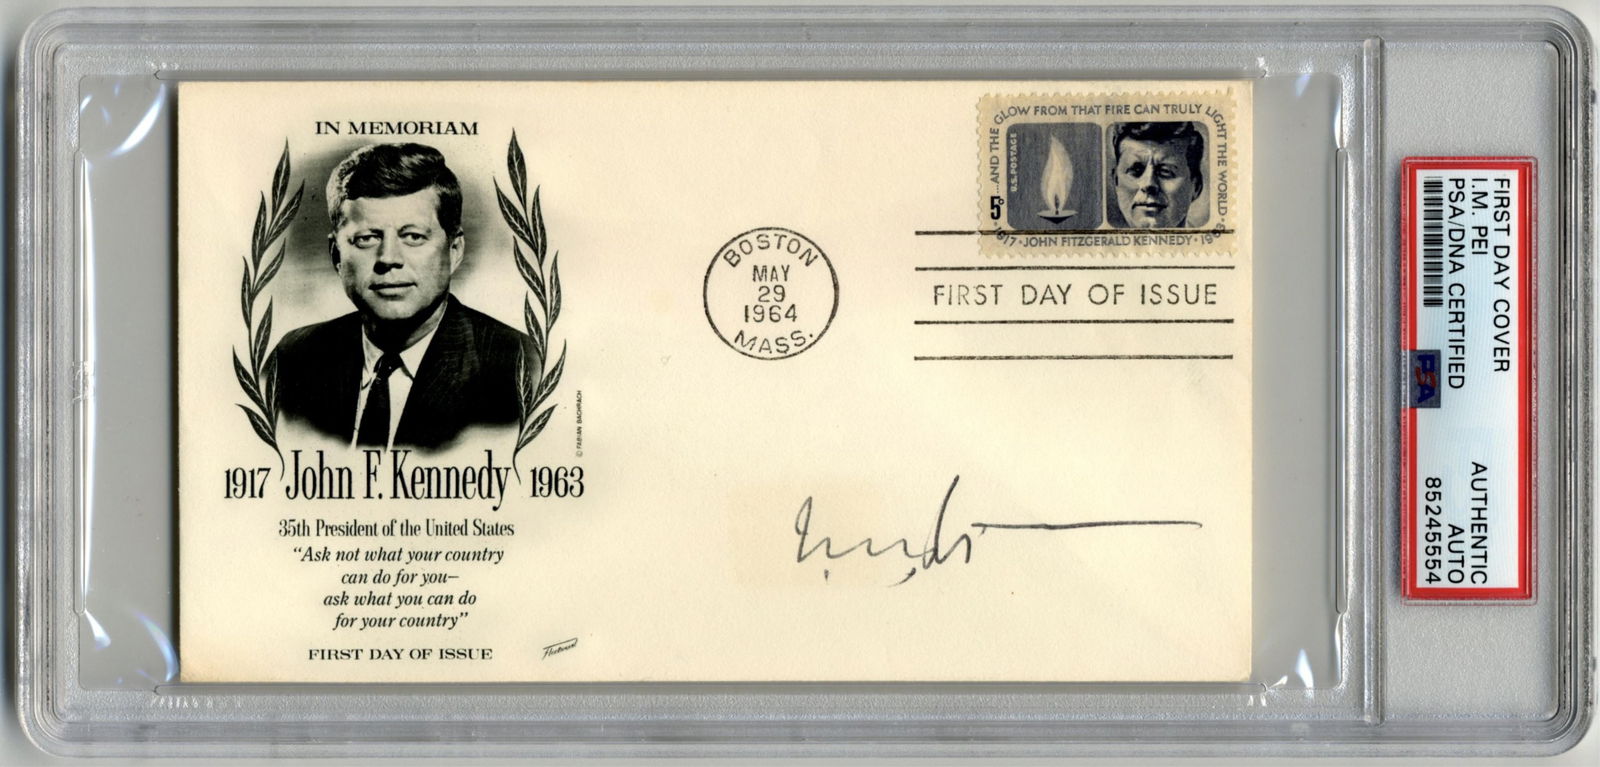 IN MEMORIAM
© FABIAN BACHRACH
1917 John F. Kennedy 1963
35th President of the United States
"Ask not what your country
can do for you—
ask what you can do
for your country"
FIRST DAY OF ISSUE
Fleetwood
BOSTON
MAY
29
1964
MASS.
...AND THE GLOW FROM THAT FIRE CAN TRULY LIGHT THE WORLD.
U.S. POSTAGE
5¢
1917 · JOHN FITZGERALD KENNEDY · 1963
FIRST DAY OF ISSUE
FIRST DAY COVER
I.M. PEI
PSA/DNA CERTIFIED
PSA
AUTHENTIC
AUTO
85245554